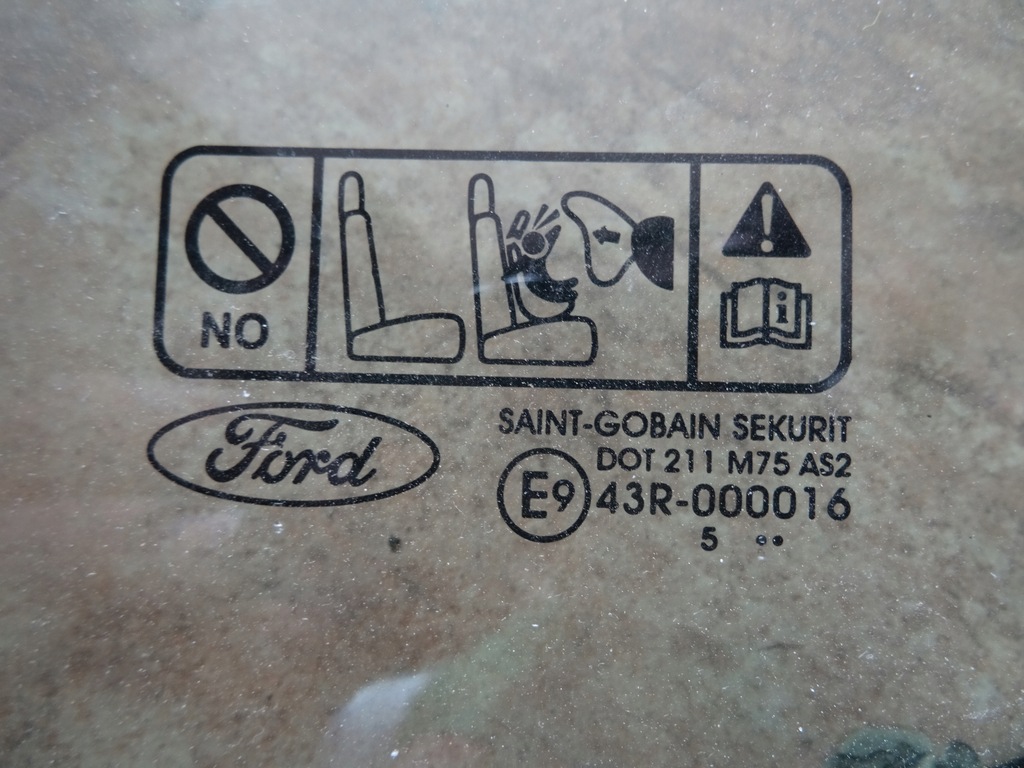 NO
i
Ford
SAINT-GOBAIN SEKURIT
DOT 211 M75 AS2
E9 43R-000016
5 ••